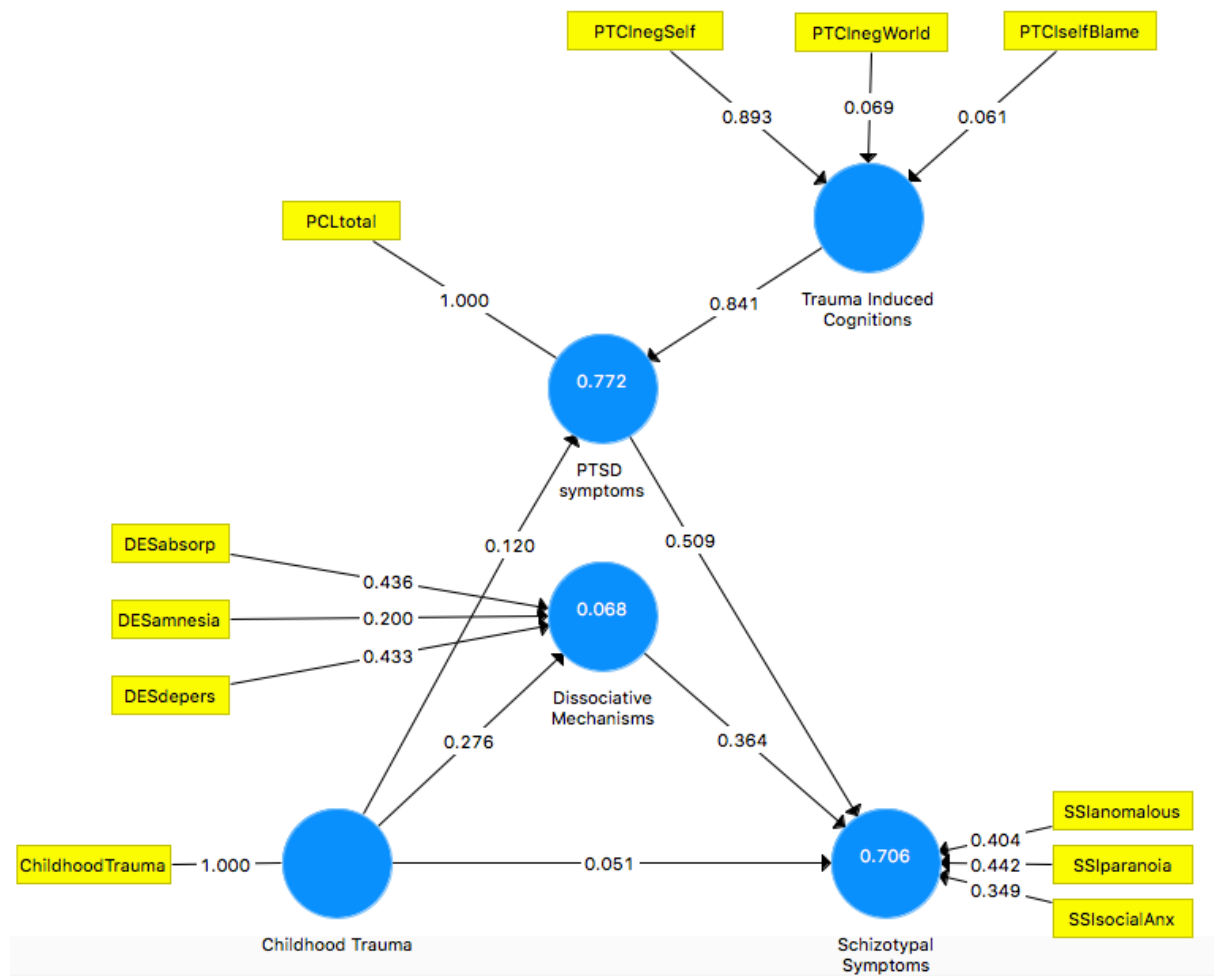 PTCInegSelf
PTCInegWorld
PTCIselfBlame
0.893
0.069
0.061
PCLtotal
1.000
0.841
Trauma Induced
Cognitions
0.772
PTSD
symptoms
DESabsorp
0.120
0.509
0.436
DESamnesia
0.200
0.068
0.433
DESdepers
Dissociative
Mechanisms
0.276
0.364
ChildhoodTrauma
1.000
0.051
0.706
SSIanomalous
0.404
0.442
SSIparanoia
0.349
SSIsocialAnx
Childhood Trauma
Schizotypal
Symptoms